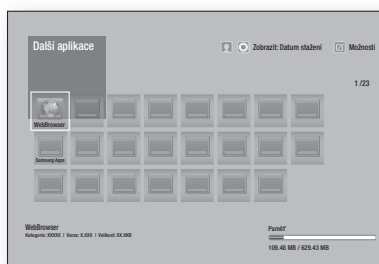 Další aplikace
Zobrazit: Datum stažení
Možnosti
1 /23
WebBrowser
Samsung Apps
WebBrowser
Kategorie: XXXXX | Verze: X.XXX | Velikost: XX.XKB
Paměť
109.48 MB / 629.43 MB